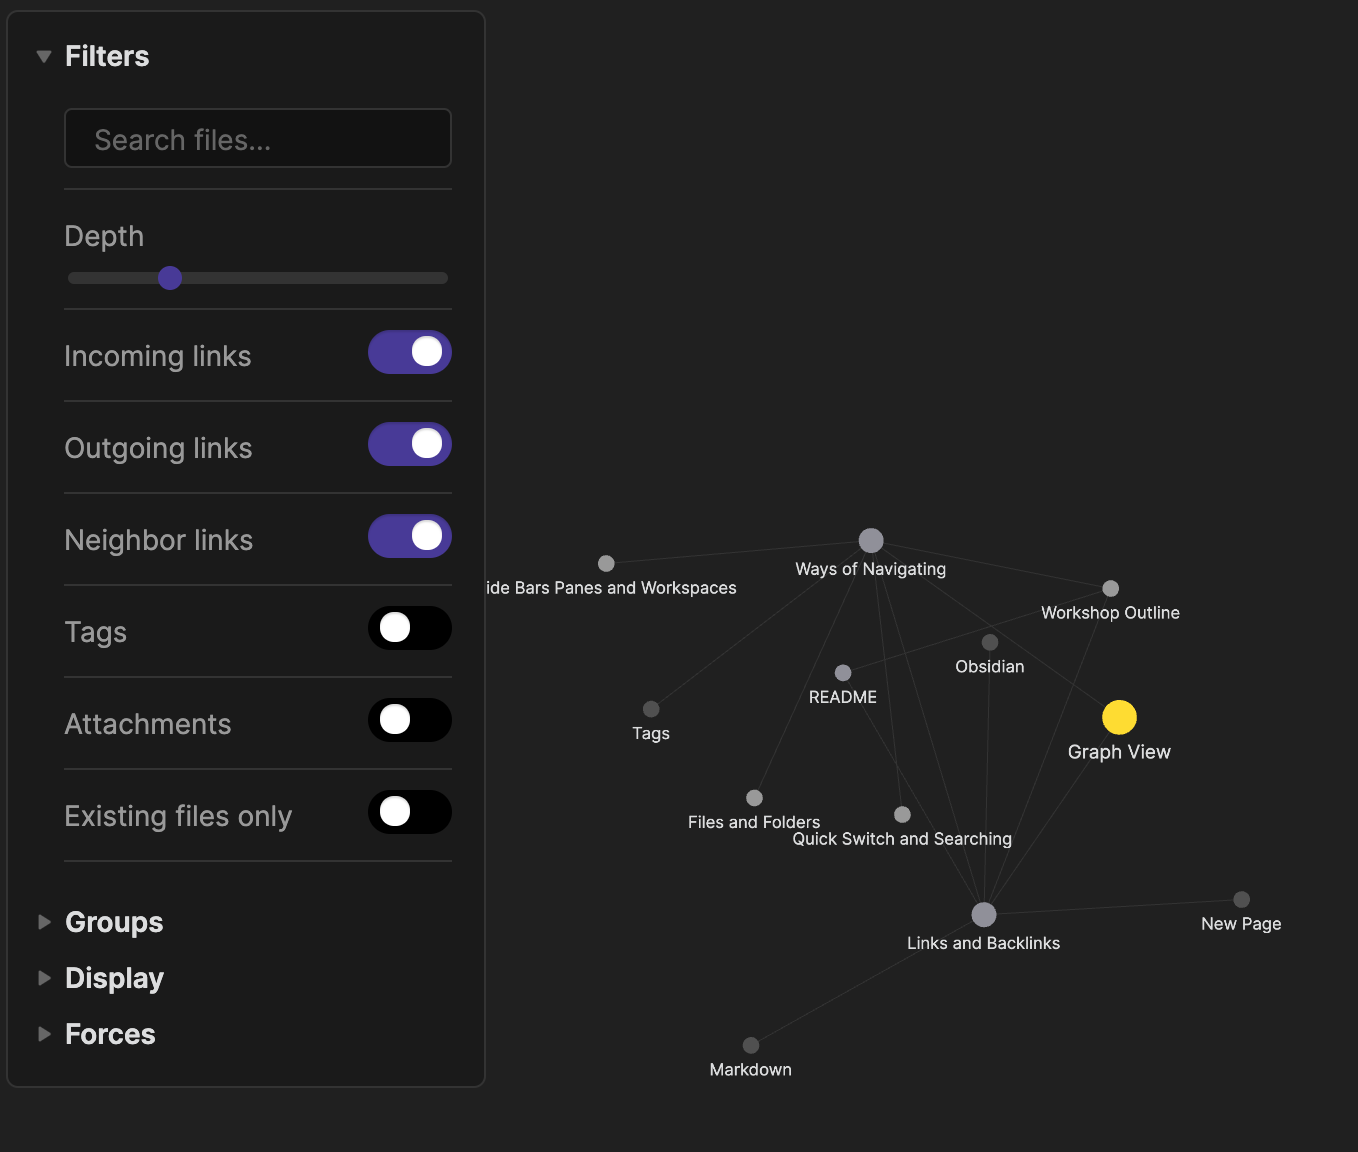 Filters
Search files...
Depth
Incoming links
Outgoing links
Neighbor links
Tags
Attachments
Existing files only
Groups
Display
Forces
Ways of Navigating
ide Bars Panes and Workspaces
Workshop Outline
Obsidian
README
Tags
Graph View
Files and Folders
Quick Switch and Searching
New Page
Links and Backlinks
Markdown